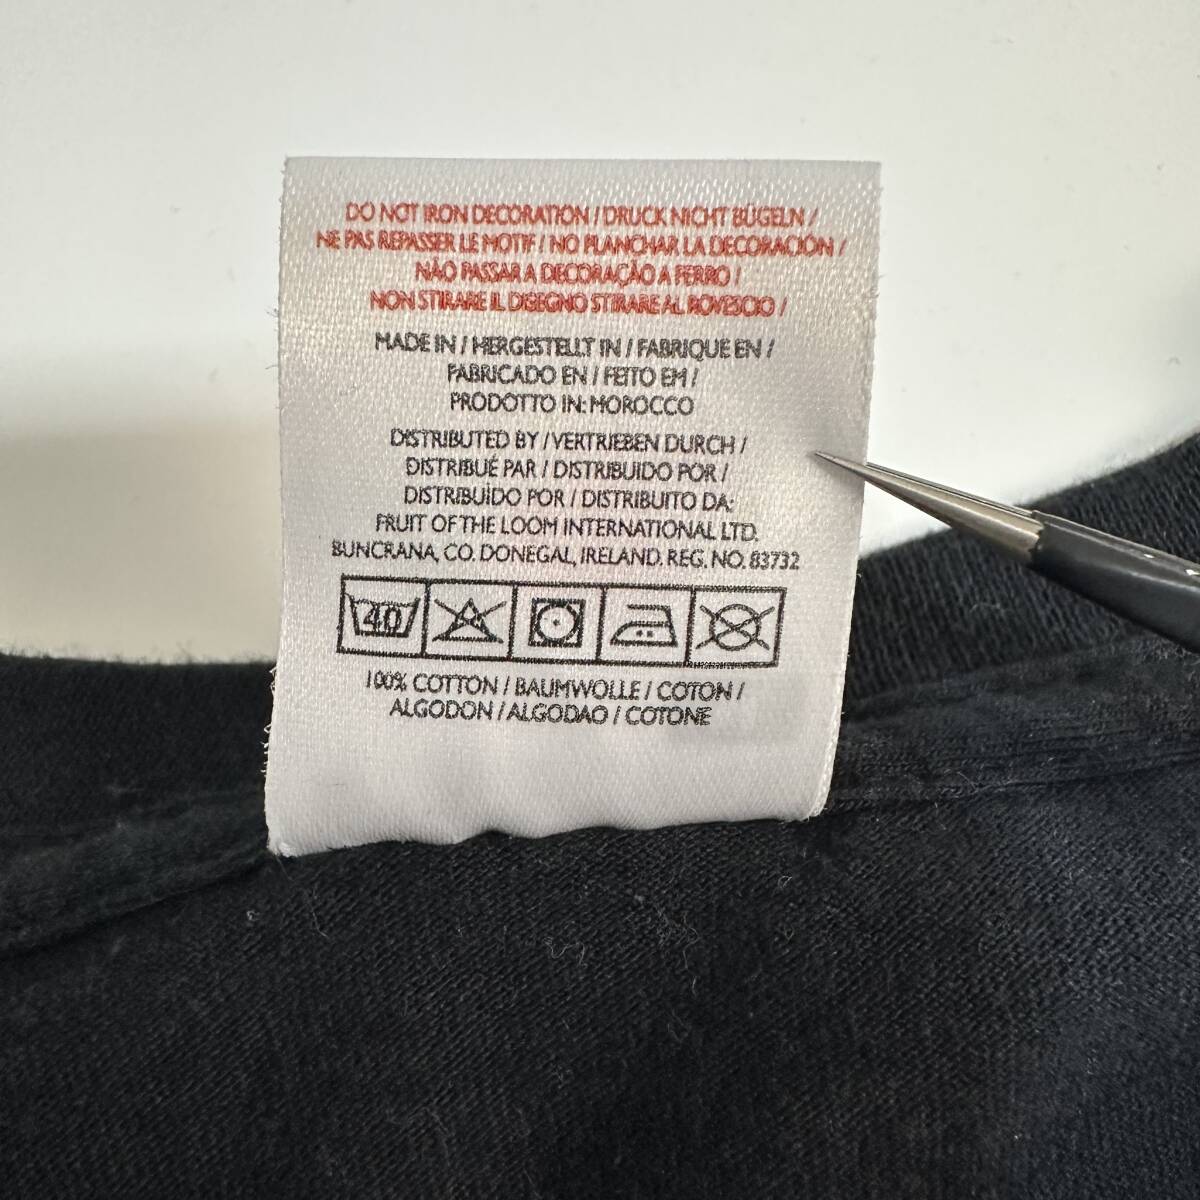 DO NOT IRON DECORATION / DRUCK NICHT BÜGELN /
NE PAS REPASSER LE MOTIF / NO PLANCHAR LA DECORACIÓN /
NÃO PASSAR A DECORAÇÃO A FERRO /
NON STIRARE IL DISEGNO STIRARE AL ROVESCIO /
MADE IN / HERGESTELLT IN / FABRIQUE EN /
FABRICADO EN / FEITO EM /
PRODOTTO IN: MOROCCO
DISTRIBUTED BY / VERTRIEBEN DURCH /
DISTRIBUÉ PAR / DISTRIBUIDO POR /
DISTRIBUÍDO POR / DISTRIBUITO DA:
FRUIT OF THE LOOM INTERNATIONAL LTD.
BUNCRANA, CO. DONEGAL, IRELAND. REG. NO. 83732
40
100% COTTON / BAUMWOLLE / COTON /
ALGODON / ALGODAO / COTONE